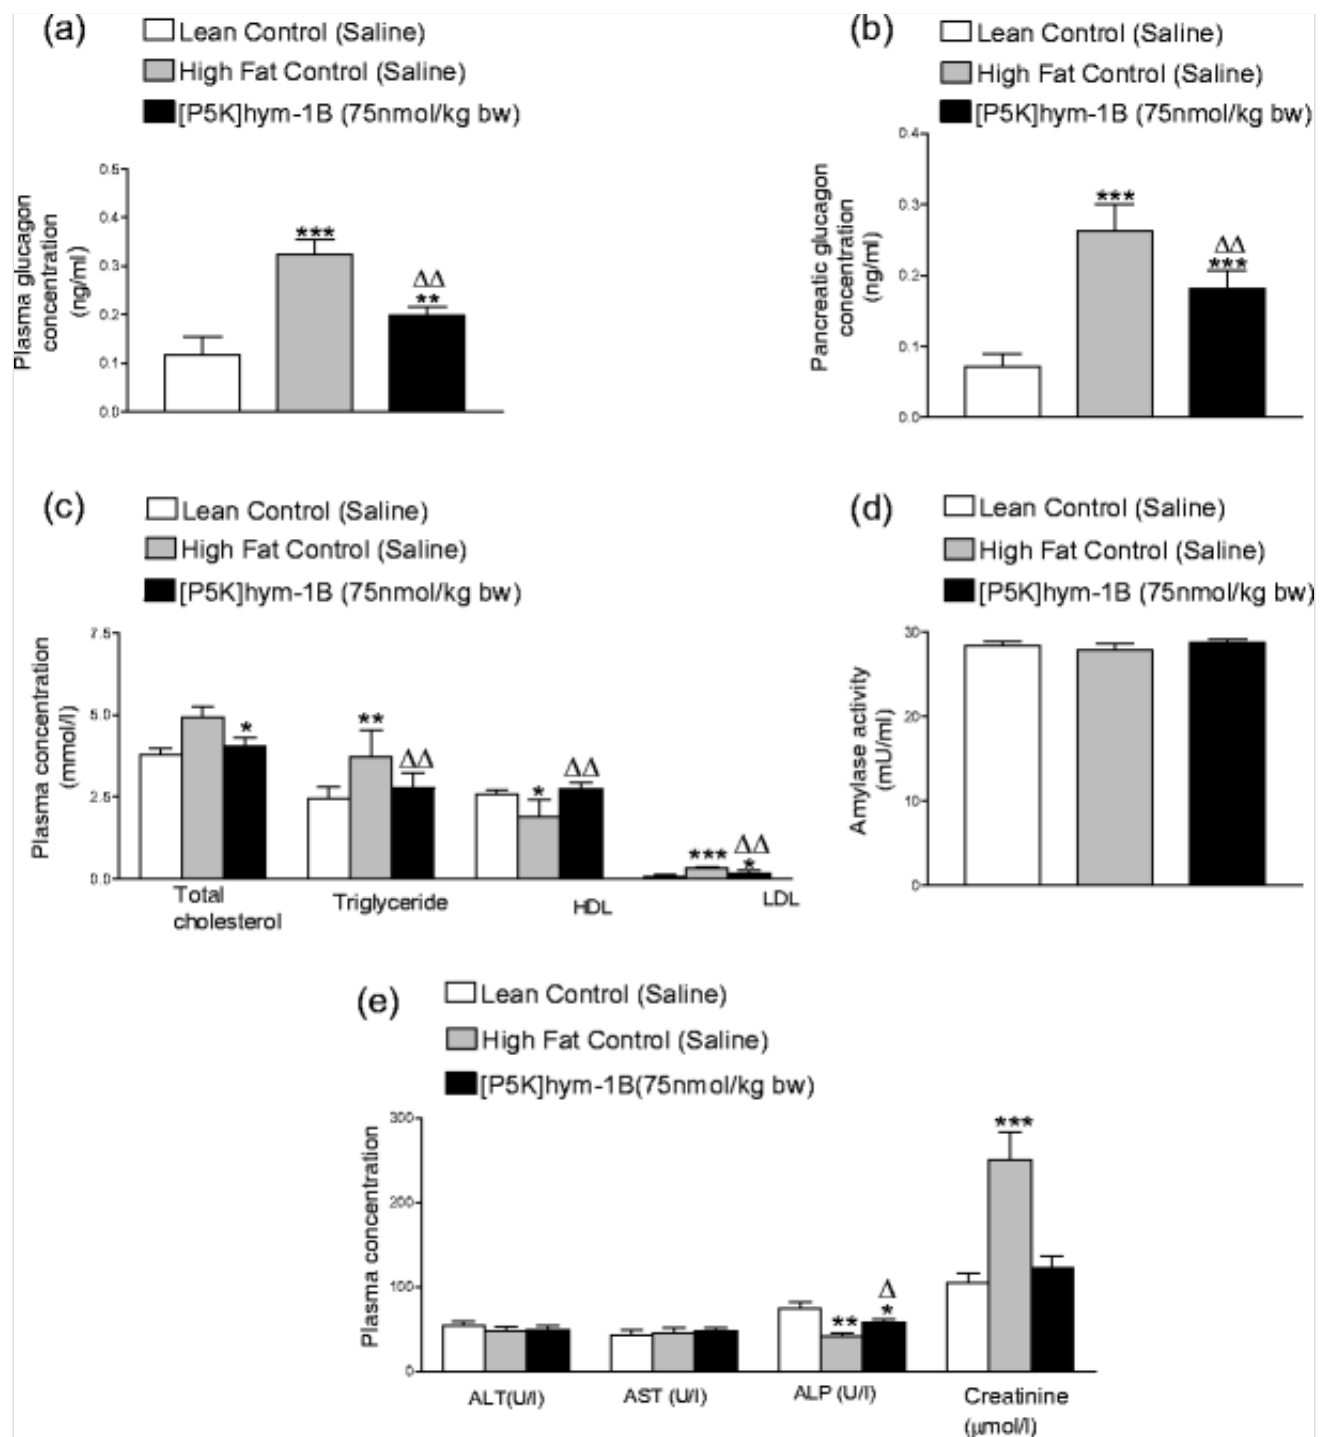 (a)
Lean Control (Saline)
High Fat Control (Saline)
[P5K]hym-1B (75nmol/kg bw)
Plasma glucagon
concentration
(ng/ml)
0.5
0.4
0.3
0.2
0.1
0.0
***
ΔΔ
**
(b)
Lean Control (Saline)
High Fat Control (Saline)
[P5K]hym-1B (75nmol/kg bw)
Pancreatic glucagon
concentration
(ng/ml)
0.4
0.3
0.2
0.1
0.0
***
ΔΔ
***
(c)
Lean Control (Saline)
High Fat Control (Saline)
[P5K]hym-1B (75nmol/kg bw)
Plasma concentration
(mmol/l)
7.5
5.0
2.5
0.0
*
**
ΔΔ
*
ΔΔ
***
ΔΔ
*
Total
cholesterol
Triglyceride
HDL
LDL
(d)
Lean Control (Saline)
High Fat Control (Saline)
[P5K]hym-1B (75nmol/kg bw)
Amylase activity
(mU/ml)
30
20
10
0
(e)
Lean Control (Saline)
High Fat Control (Saline)
[P5K]hym-1B(75nmol/kg bw)
Plasma concentration
300
200
100
0
**
Δ
*
***
ALT(U/l)
AST (U/l)
ALP (U/l)
Creatinine
(μmol/l)